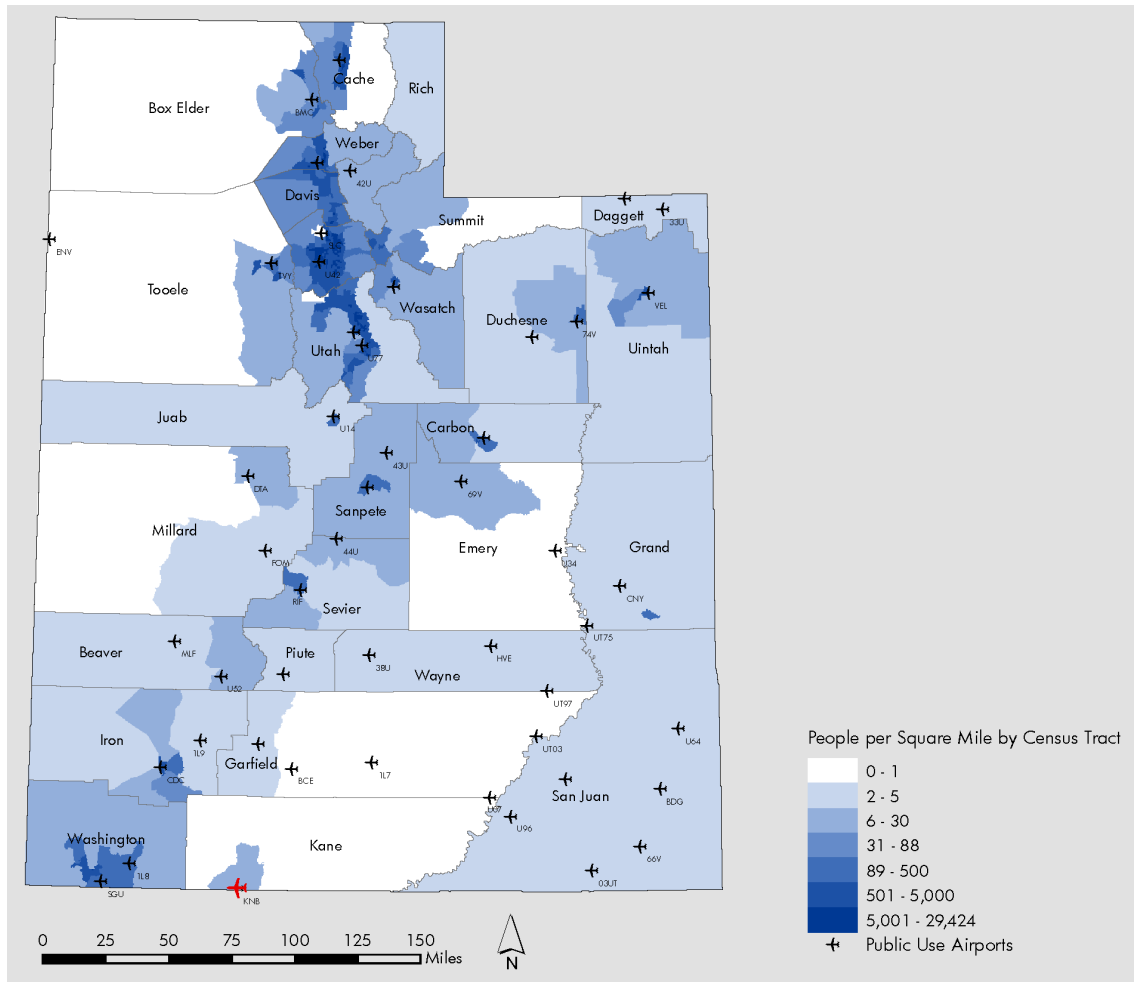 Cache
Rich
Box Elder
BMC
Weber
42U
Davis
Summit
Daggett
33U
ENV
TVY
U42
Tooele
Wasatch
VEL
Duchesne
74V
Utah
U77
Uintah
Juab
U14
Carbon
43U
DTA
69V
Sanpete
Millard
44U
Emery
Grand
FOM
U34
RIF
CNY
Sevier
UT75
Beaver
MLF
Piute
38U
HVE
U52
Wayne
UT97
Iron
1L9
UT03
U64
CDC
Garfield
BCE
1L7
San Juan
BDG
U07
U96
Washington
Kane
1L8
66V
SGU
03UT
KNB
0 25 50 75 100 125 150
Miles
N
People per Square Mile by Census Tract
0 - 1
2 - 5
6 - 30
31 - 88
89 - 500
501 - 5,000
5,001 - 29,424
Public Use Airports